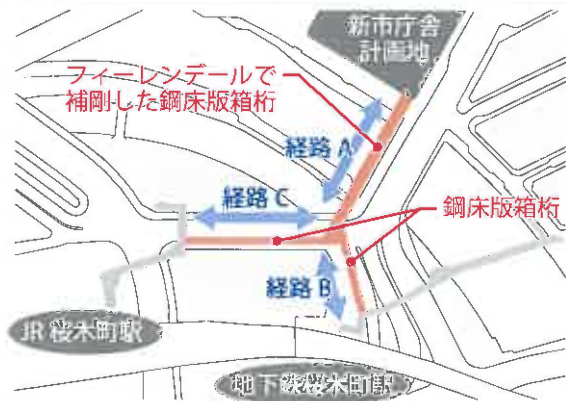 新市庁舎
計画地
フィーレンデールで
補剛した鋼床版箱桁
経路 A
経路 C
鋼床版箱桁
経路 B
JR 桜木町駅
地下鉄桜木町駅